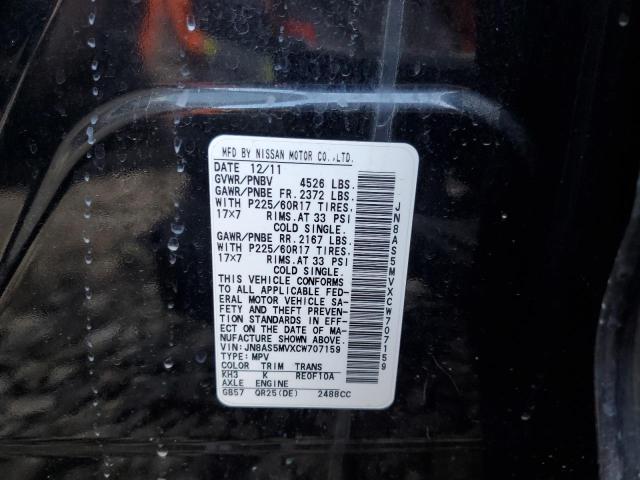 MFD BY NISSAN MOTOR CO.,LTD.
DATE 12/11
GVWR/PNBV 4526 LBS.
GAWR/PNBE FR. 2372 LBS.
WITH P225/60R17 TIRES.
17X7 RIMS.AT 33 PSI
COLD SINGLE.
GAWR/PNBE RR. 2167 LBS.
WITH P225/60R17 TIRES.
17X7 RIMS.AT 33 PSI
COLD SINGLE.
THIS VEHICLE CONFORMS
TO ALL APPLICABLE FED-
ERAL MOTOR VEHICLE SA-
FETY AND THEFT PREVEN-
TION STANDARDS IN EFF-
ECT ON THE DATE OF MA-
NUFACTURE SHOWN ABOVE.
VIN:JN8AS5MVXCW707159
TYPE:MPV
COLOR TRIM TRANS
KH3 K RE0F10A
AXLE ENGINE
GB57 QR25(DE) 2488CC
JN8AS5MVXCW707159